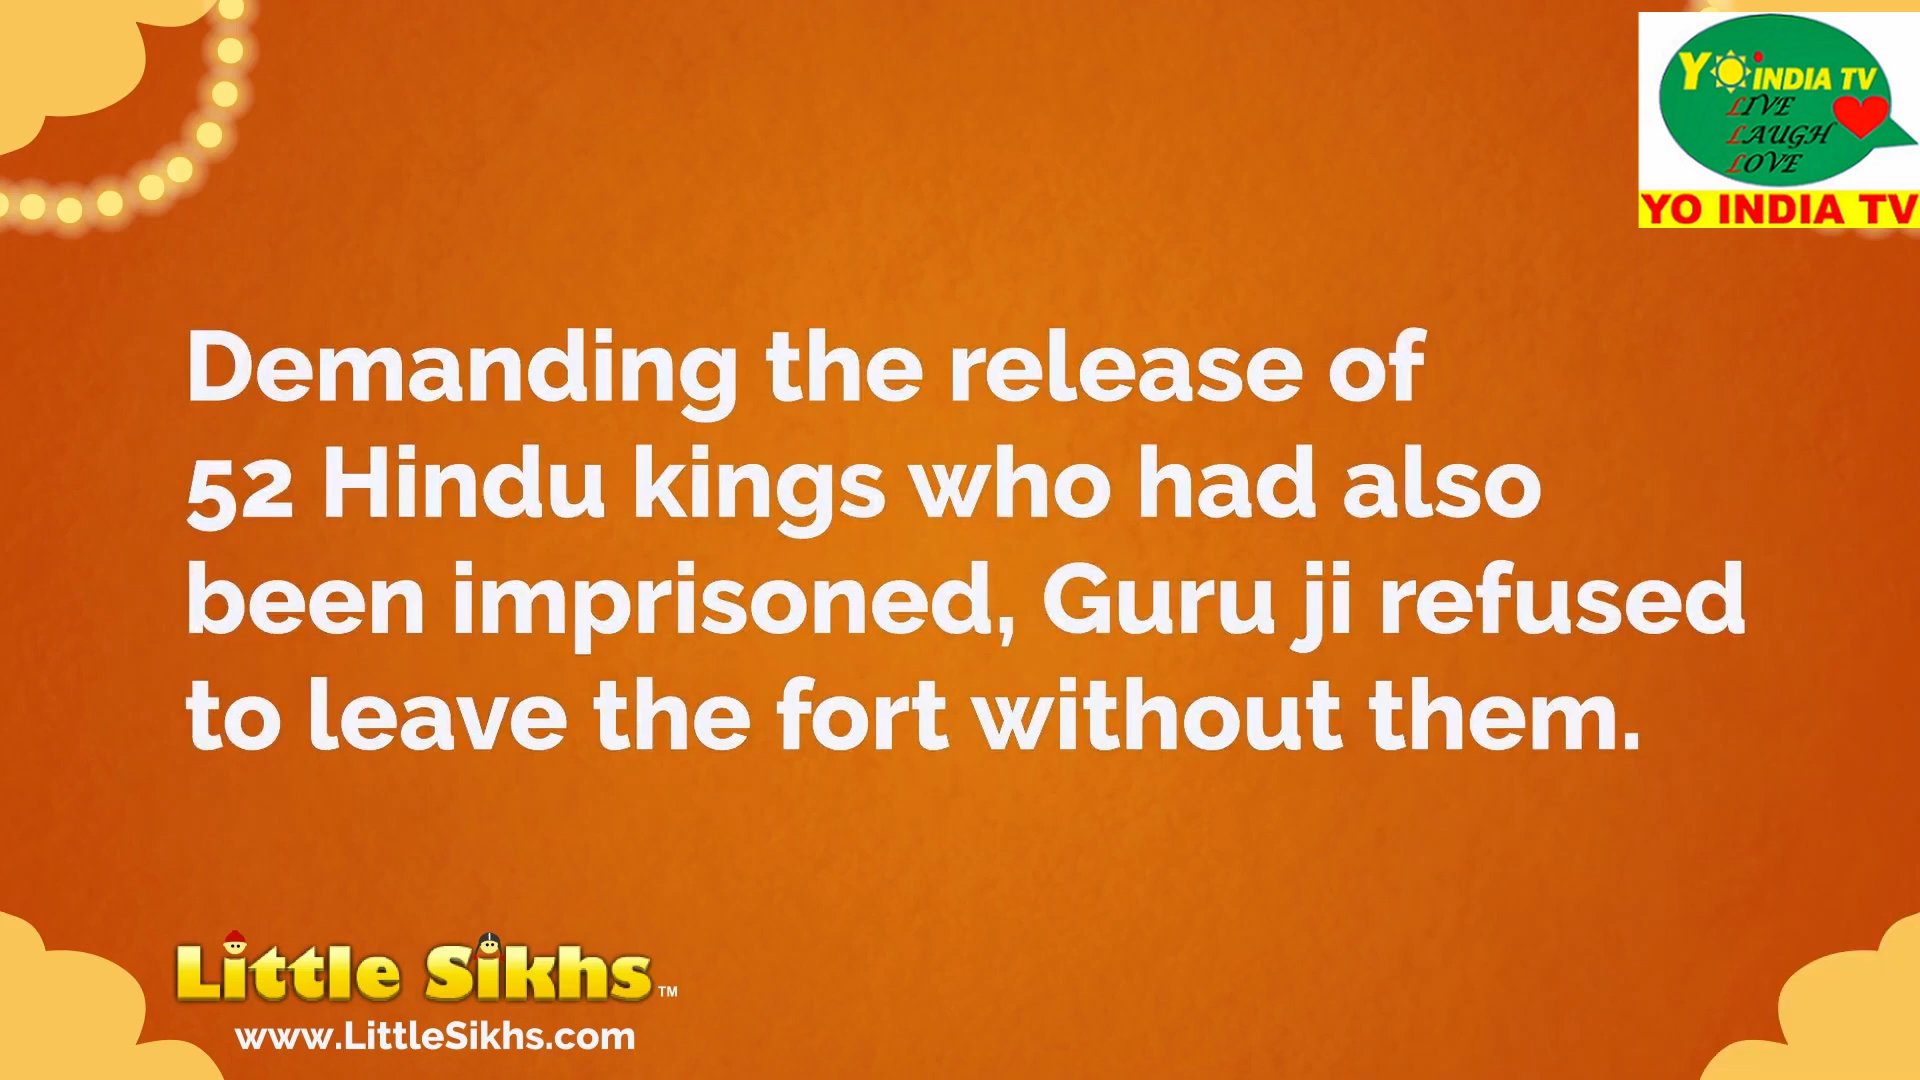 YO INDIA TV
LIVE
LAUGH
LOVE
YO INDIA TV
Demanding the release of
52 Hindu kings who had also
been imprisoned, Guru ji refused
to leave the fort without them.
Little Sikhs™
www.LittleSikhs.com